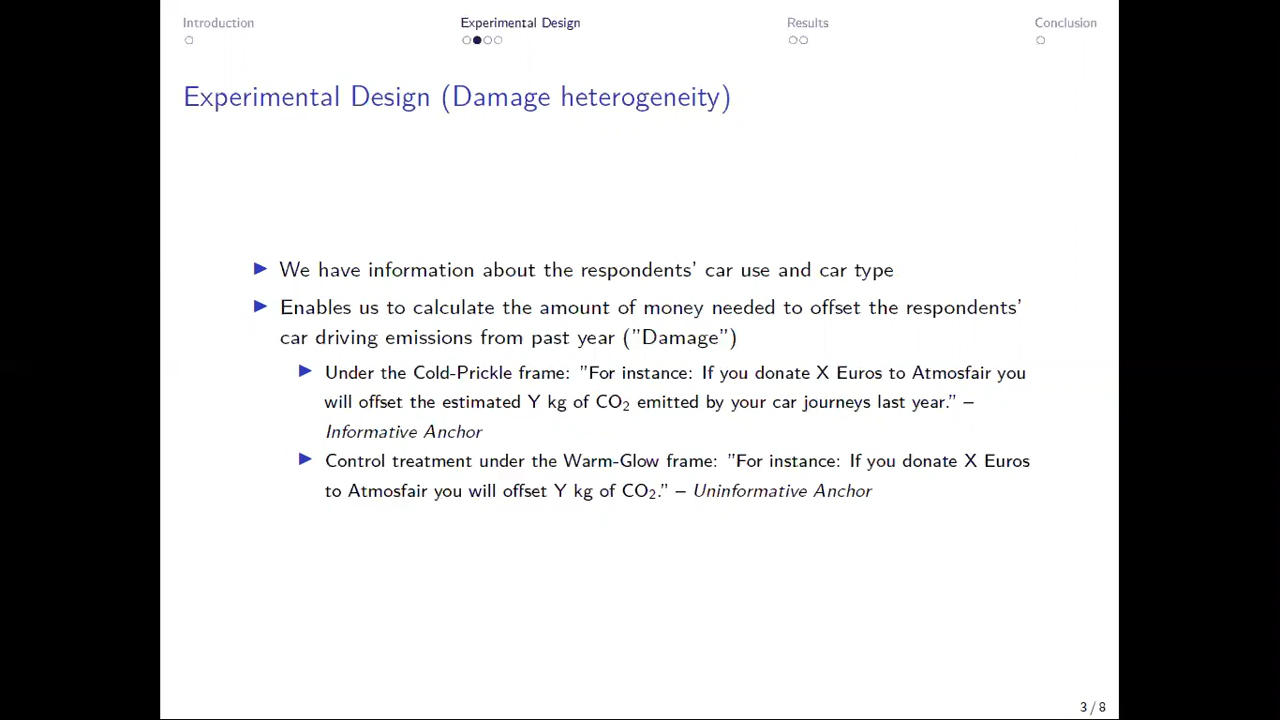 Introduction Experimental Design Results Conclusion
Experimental Design (Damage heterogeneity)
We have information about the respondents' car use and car type
Enables us to calculate the amount of money needed to offset the respondents'
car driving emissions from past year ("Damage")
Under the Cold-Prickle frame: "For instance: If you donate X Euros to Atmosfair you
will offset the estimated Y kg of CO₂ emitted by your car journeys last year." –
Informative Anchor
Control treatment under the Warm-Glow frame: "For instance: If you donate X Euros
to Atmosfair you will offset Y kg of CO₂." – Uninformative Anchor
3 / 8